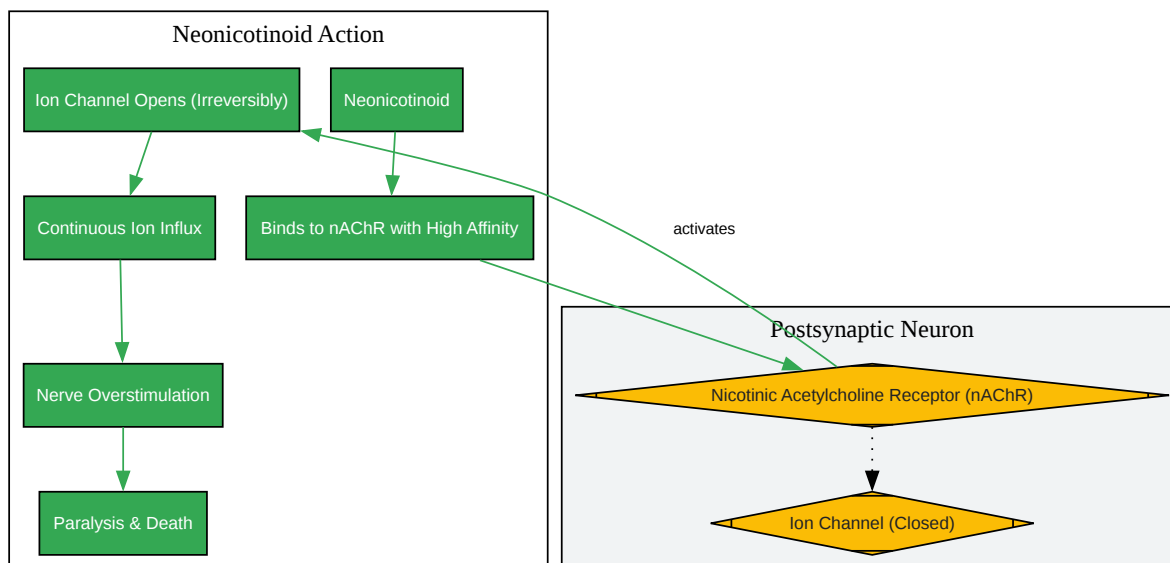 Neonicotinoid Action
Ion Channel Opens (Irreversibly)
Neonicotinoid
Continuous Ion Influx
Binds to nAChR with High Affinity
activates
Postsynaptic Neuron
Nerve Overstimulation
Nicotinic Acetylcholine Receptor (nAChR)
Paralysis & Death
Ion Channel (Closed)